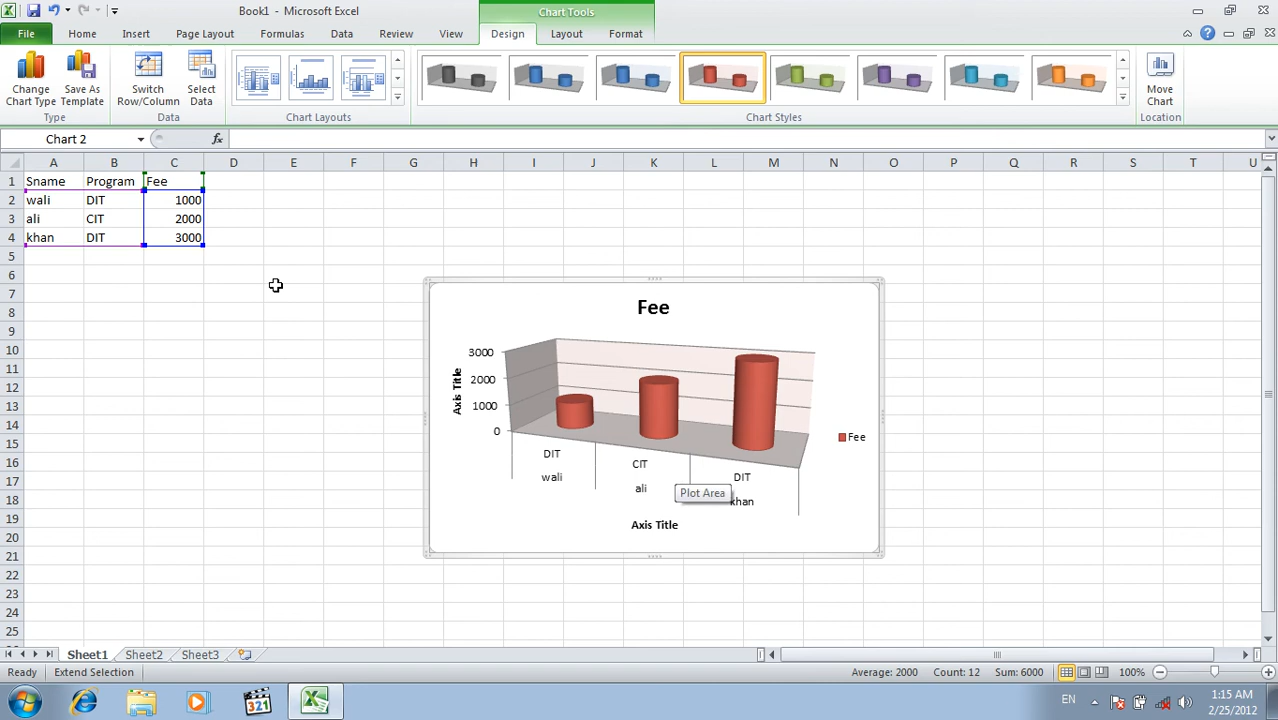 Book1 - Microsoft Excel
Chart Tools
File Home Insert Page Layout Formulas Data Review View Design Layout Format
Change Chart Type
Save As Template
Switch Row/Column
Select Data
Move Chart
Type
Data
Chart Layouts
Chart Styles
Location
Chart 2
fx
A B C D E F G H I J K L M N O P Q R S T U
1 Sname Program Fee
2 wali DIT 1000
3 ali CIT 2000
4 khan DIT 3000
5
6
7
8
9
10
11
12
13
14
15
16
17
18
19
20
21
22
23
24
25
Fee
3000
2000
1000
0
Axis Title
DIT
wali
CIT
ali
DIT
khan
Plot Area
Fee
Axis Title
Sheet1 Sheet2 Sheet3
Ready Extend Selection Average: 2000 Count: 12 Sum: 6000 100%
321
EN
1:15 AM
2/25/2012